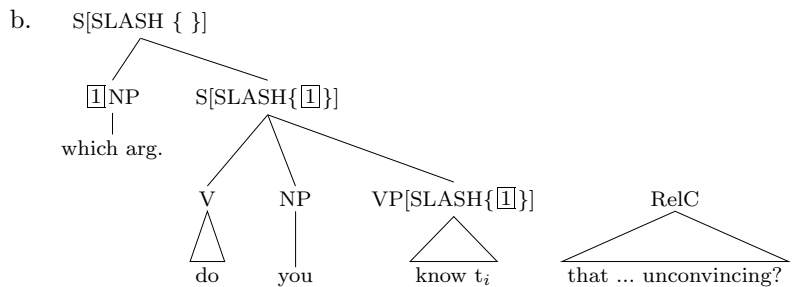 b. S[SLASH { }]
1 NP S[SLASH{ 1 }]
which arg.
V NP VP[SLASH{ 1 }] RelC
do you know tᵢ that ... unconvincing?